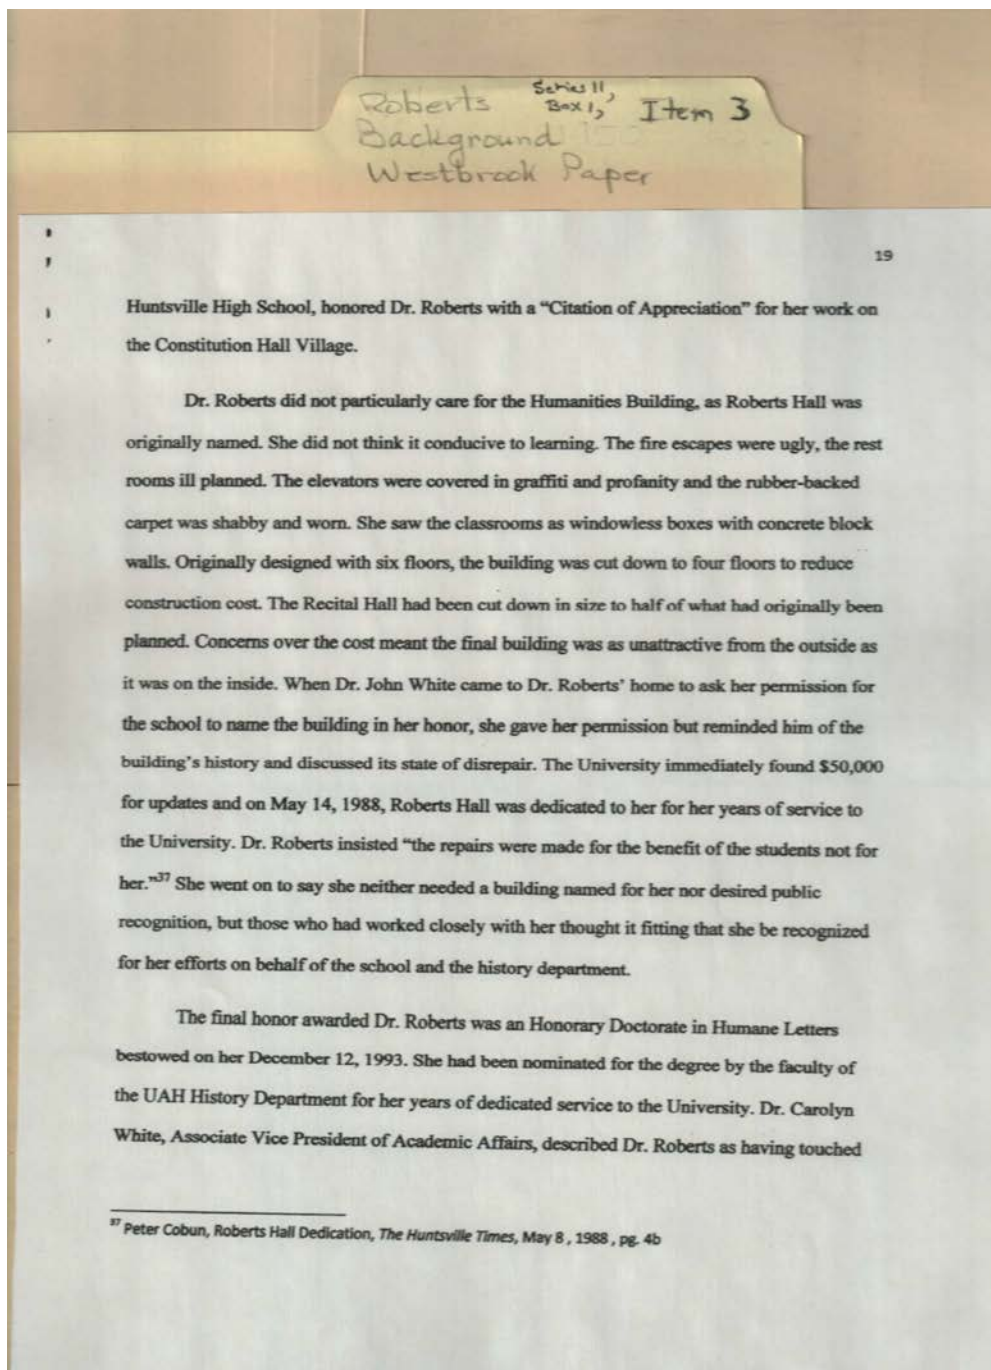 Roberts Series 11, Box 1, Item 3
Background
Westbrook Paper
19
Huntsville High School, honored Dr. Roberts with a “Citation of Appreciation” for her work on
the Constitution Hall Village.
Dr. Roberts did not particularly care for the Humanities Building, as Roberts Hall was
originally named. She did not think it conducive to learning. The fire escapes were ugly, the rest
rooms ill planned. The elevators were covered in graffiti and profanity and the rubber-backed
carpet was shabby and worn. She saw the classrooms as windowless boxes with concrete block
walls. Originally designed with six floors, the building was cut down to four floors to reduce
construction cost. The Recital Hall had been cut down in size to half of what had originally been
planned. Concerns over the cost meant the final building was as unattractive from the outside as
it was on the inside. When Dr. John White came to Dr. Roberts’ home to ask her permission for
the school to name the building in her honor, she gave her permission but reminded him of the
building’s history and discussed its state of disrepair. The University immediately found $50,000
for updates and on May 14, 1988, Roberts Hall was dedicated to her for her years of service to
the University. Dr. Roberts insisted “the repairs were made for the benefit of the students not for
her.”37 She went on to say she neither needed a building named for her nor desired public
recognition, but those who had worked closely with her thought it fitting that she be recognized
for her efforts on behalf of the school and the history department.
The final honor awarded Dr. Roberts was an Honorary Doctorate in Humane Letters
bestowed on her December 12, 1993. She had been nominated for the degree by the faculty of
the UAH History Department for her years of dedicated service to the University. Dr. Carolyn
White, Associate Vice President of Academic Affairs, described Dr. Roberts as having touched
37 Peter Cobun, Roberts Hall Dedication, The Huntsville Times, May 8 , 1988 , pg. 4b